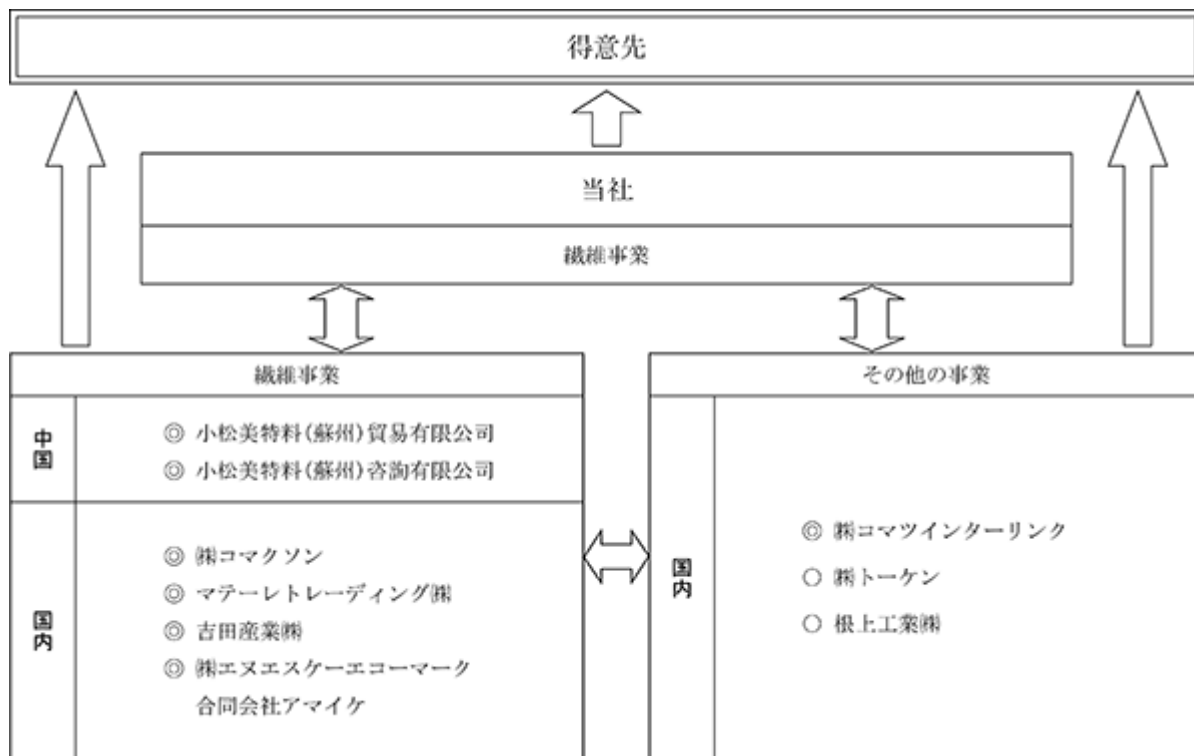 得意先
当社
繊維事業
繊維事業
中国
◎ 小松美特料(蘇州)貿易有限公司
◎ 小松美特料(蘇州)咨詢有限公司
国内
◎ ㈱コマクソン
◎ マテーレトレーディング㈱
◎ 吉田産業㈱
◎ ㈱エヌエスケーエコーマーク
合同会社アマイケ
その他の事業
国内
◎ ㈱コマツインターリンク
○ ㈱トーケン
○ 根上工業㈱